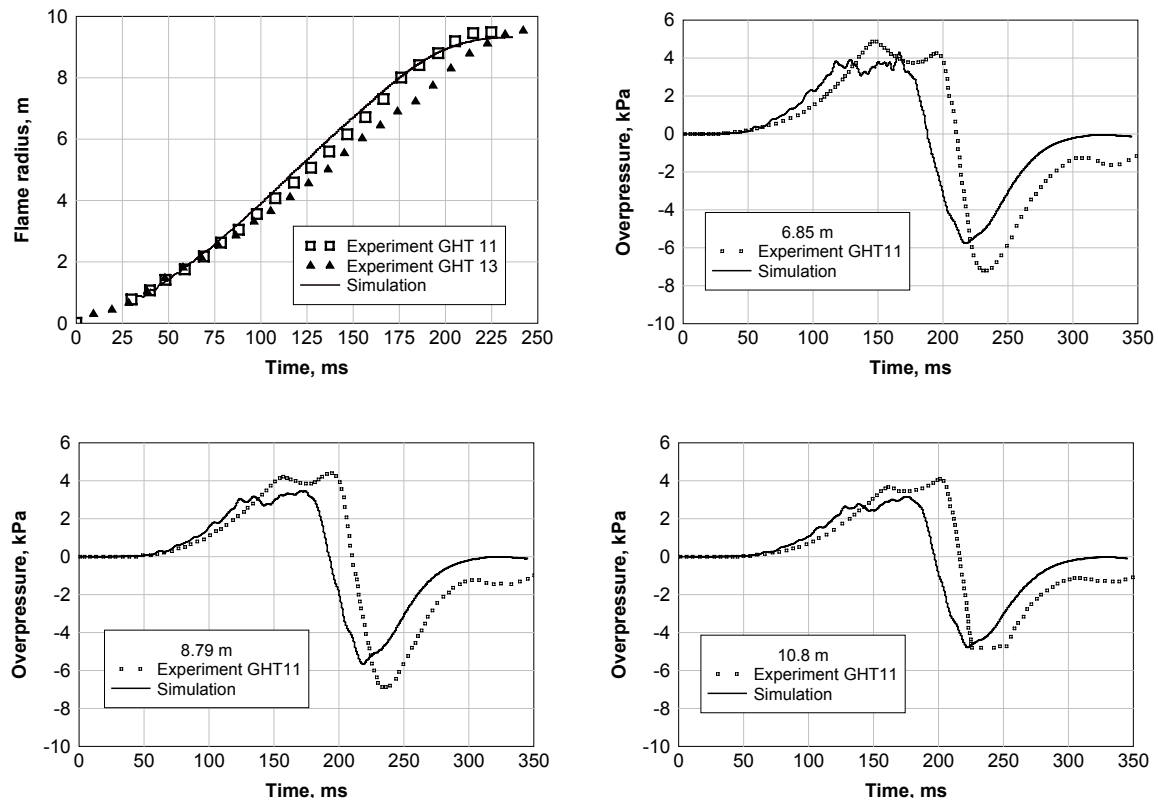 10
8
6
4
2
0
Flame radius, m
Experiment GHT 11
Experiment GHT 13
Simulation
0 25 50 75 100 125 150 175 200 225 250
Time, ms
6
4
2
0
-2
-4
-6
-8
-10
Overpressure, kPa
6.85 m
Experiment GHT11
Simulation
0 50 100 150 200 250 300 350
Time, ms
6
4
2
0
-2
-4
-6
-8
-10
Overpressure, kPa
8.79 m
Experiment GHT11
Simulation
0 50 100 150 200 250 300 350
Time, ms
6
4
2
0
-2
-4
-6
-8
-10
Overpressure, kPa
10.8 m
Experiment GHT11
Simulation
0 50 100 150 200 250 300 350
Time, ms